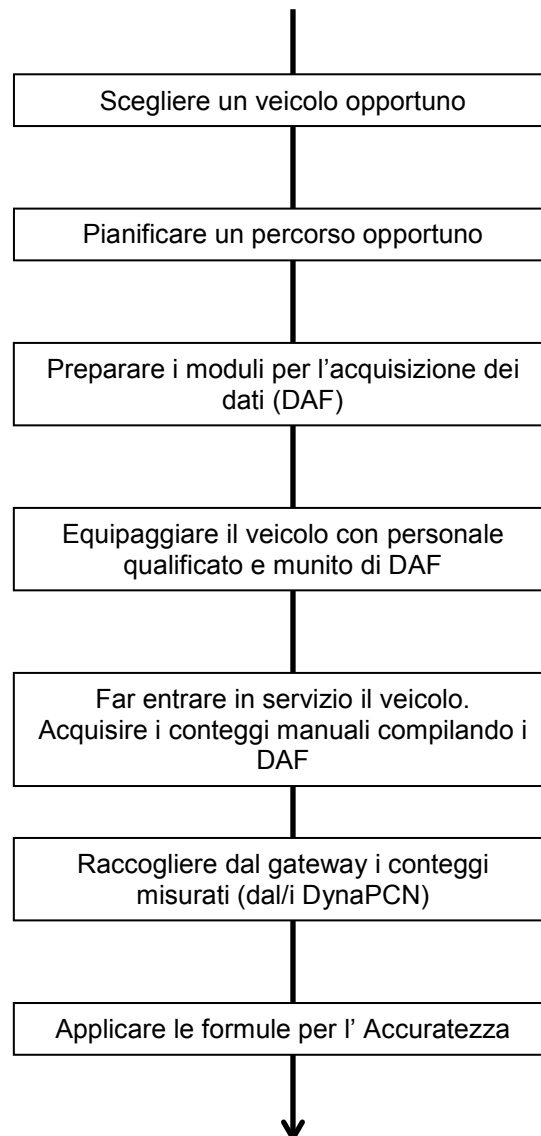 Scegliere un veicolo opportuno
Pianificare un percorso opportuno
Preparare i moduli per l'acquisizione dei
dati (DAF)
Equipaggiare il veicolo con personale
qualificato e munito di DAF
Far entrare in servizio il veicolo.
Acquisire i conteggi manuali compilando i
DAF
Raccogliere dal gateway i conteggi
misurati (dal/i DynaPCN)
Applicare le formule per l' Accuratezza